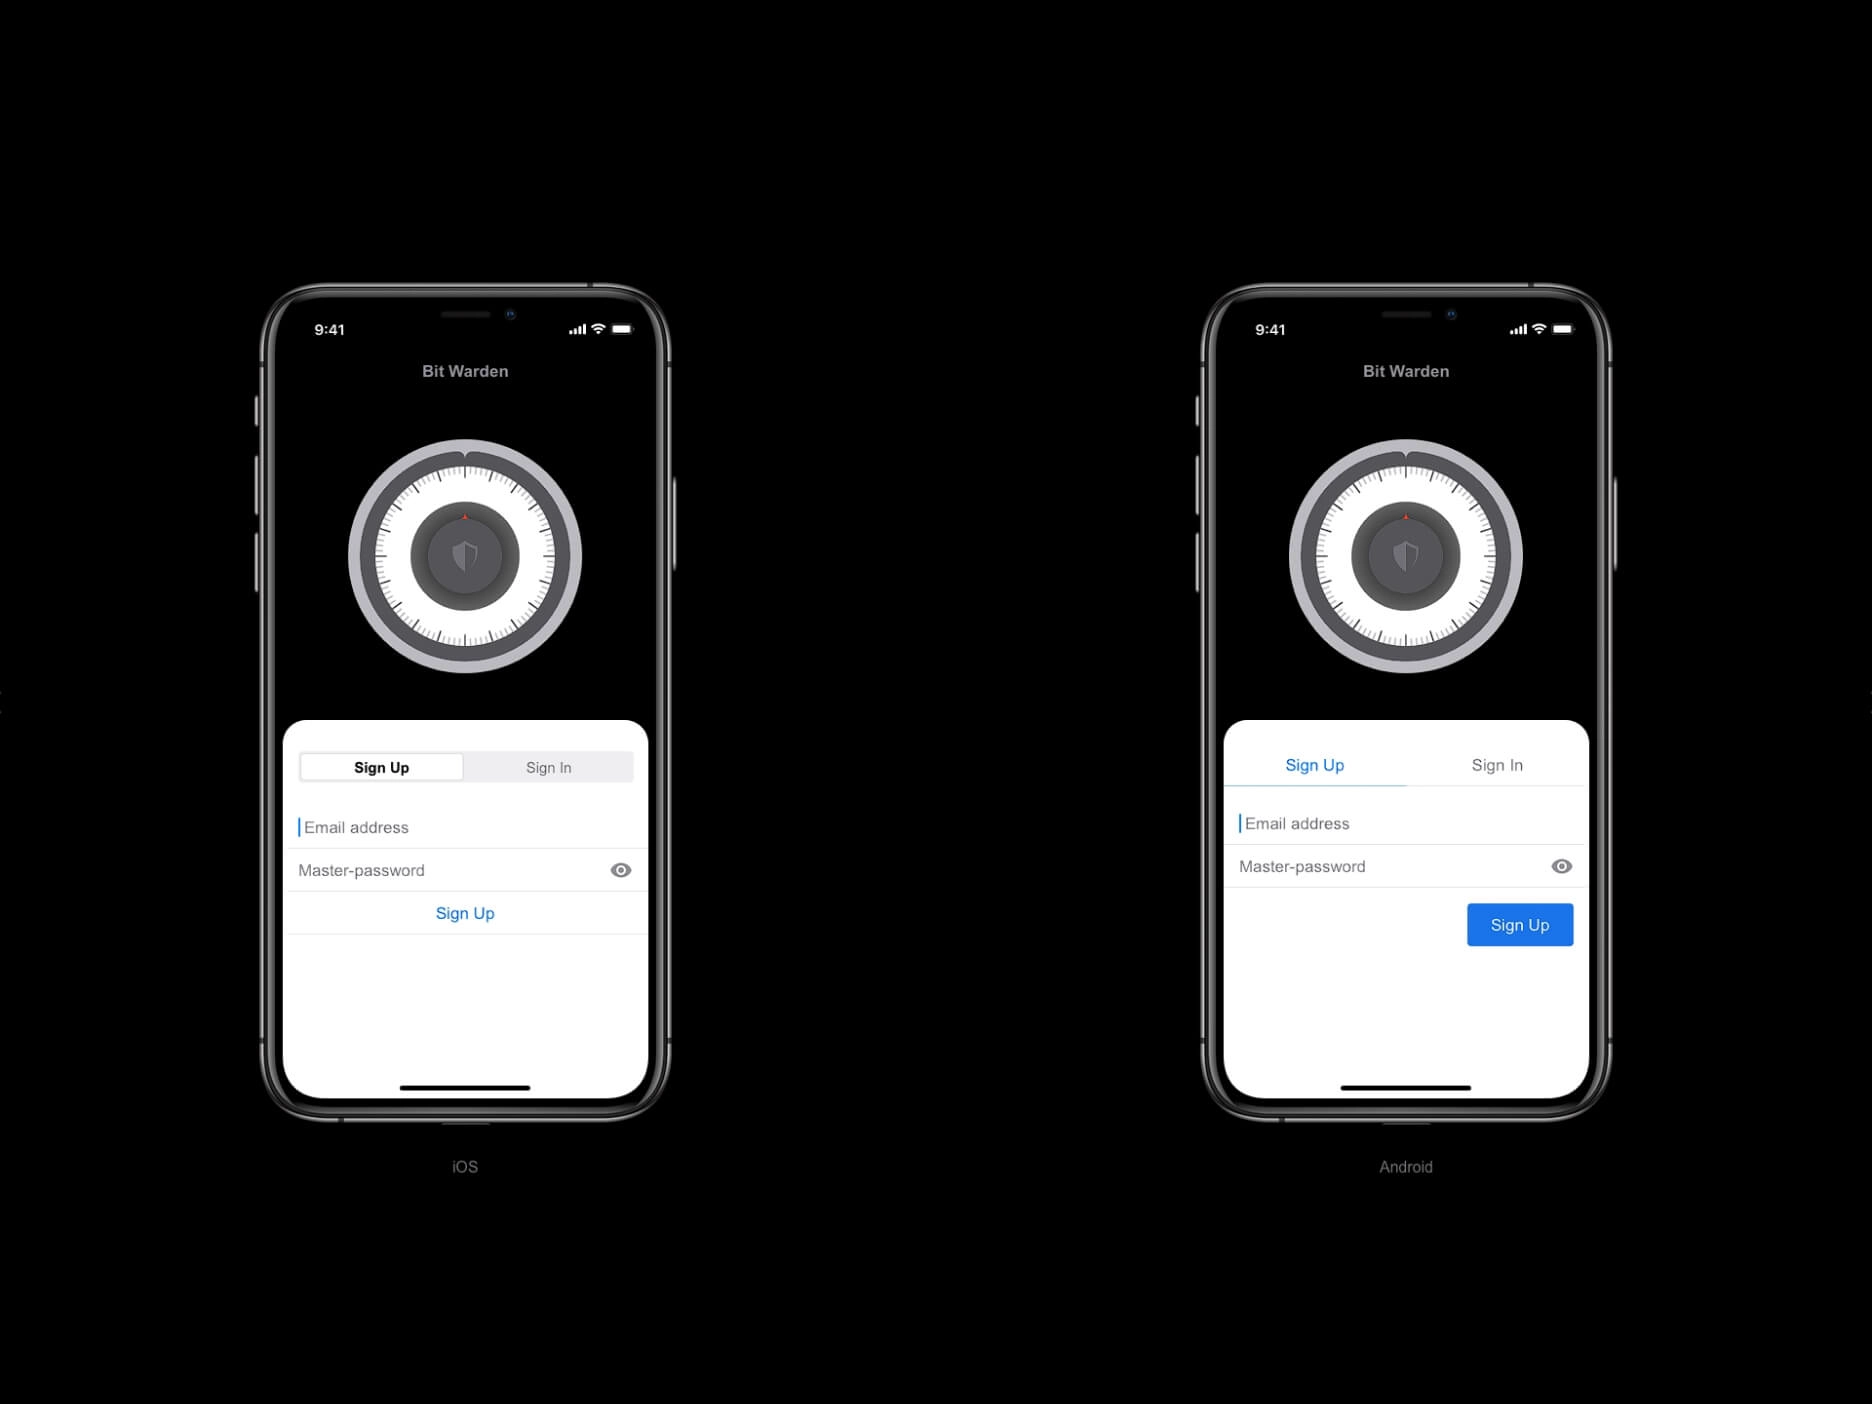 9:41
Bit Warden
Sign Up
Sign In
Email address
Master-password
Sign Up
iOS
9:41
Bit Warden
Sign Up
Sign In
Email address
Master-password
Sign Up
Android